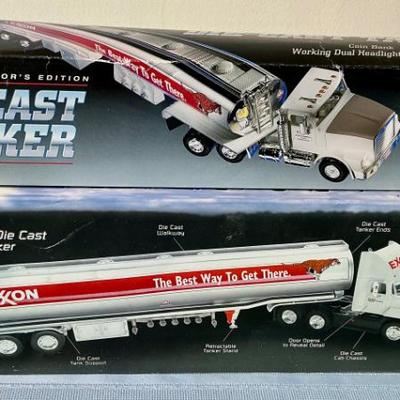 Coin Bank
Working Dual Headlight
The Best Way To Get There.
OR'S EDITION
CAST
KER
Die Cast
ker
Die Cast
Walkway
Die Cast
Tanker Ends
XON
The Best Way To Get There.
EX
Die Cast
Tank Support
Retractable
Tanker Stand
Door Opens
to Reveal Detail
Die Cast
Cab Chassis